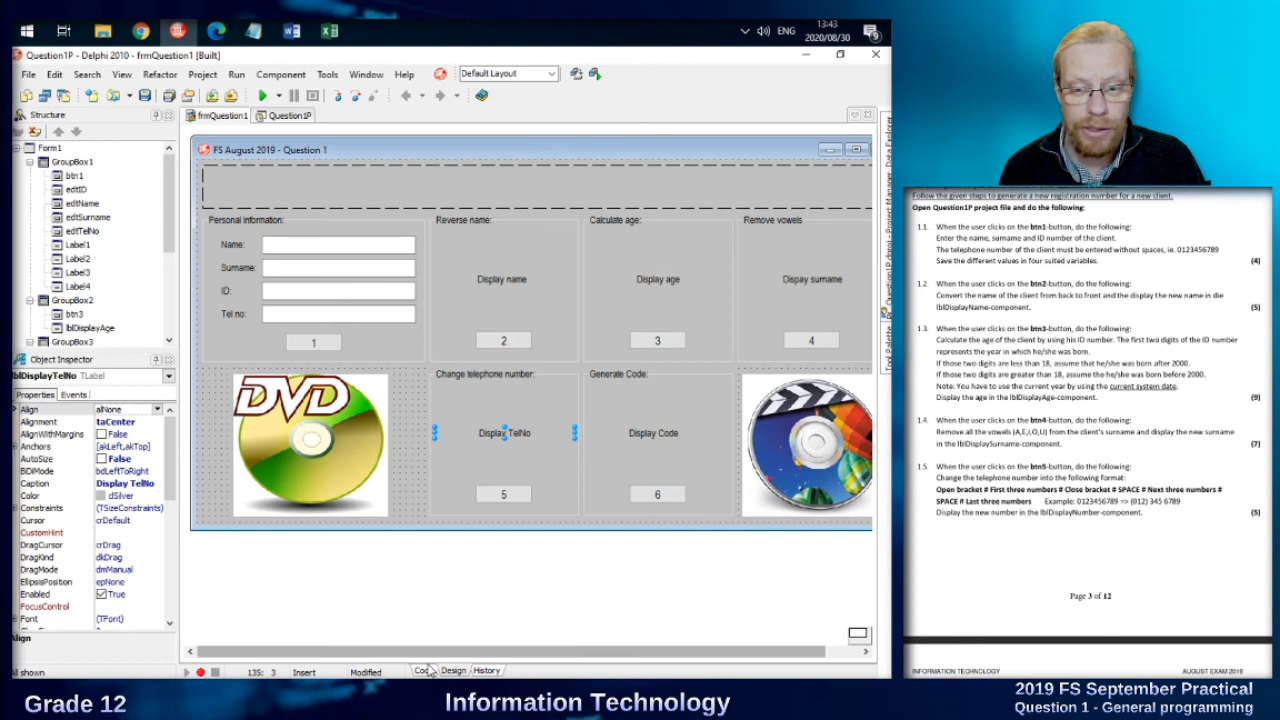 13:43
ENG
2020/08/30
Question1P - Delphi 2010 - frmQuestion1 [Built]
File Edit Search View Refactor Project Run Component Tools Window Help
Default Layout
Structure
frmQuestion1 Question1P
Form1
GroupBox1
btn1
edtID
edtName
edtSurname
edtTelNo
Label1
Label2
Label3
Label4
GroupBox2
btn3
lblDisplayAge
GroupBox3
Object Inspector
lblDisplayTelNo TLabel
Properties Events
Align alNone
Alignment taCenter
AlignWithMargins False
Anchors [akLeft,akTop]
AutoSize False
BiDiMode bdLeftToRight
Caption Display TelNo
Color dSilver
Constraints (TSizeConstraints)
Cursor crDefault
CustomHint
DragCursor crDrag
DragKind dkDrag
DragMode dmManual
EllipsisPosition epNone
Enabled True
FocusControl
Font (TFont)
Align
All shown
FS August 2019 - Question 1
Personal information: Reverse name: Calculate age: Remove vowels
Name:
Surname:
ID:
Tel no:
Display name Display age Dispay surname
1 2 3 4
DVD
Change telephone number: Generate Code:
Display TelNo Display Code
5 6
135: 3 Insert Modified
Code Design History
Question1P.dproj - Project Manager Data Explorer
Tool Palette
Follow the given steps to generate a new registration number for a new client.
Open Question1P project file and do the following:
1.1. When the user clicks on the btn1-button, do the following:
Enter the name, surname and ID number of the client.
The telephone number of the client must be entered without spaces, ie. 0123456789
Save the different values in four suited variables. (4)
1.2. When the user clicks on the btn2-button, do the following:
Convert the name of the client from back to front and the display the new name in die
lblDisplayName-component. (5)
1.3. When the user clicks on the btn3-button, do the following:
Calculate the age of the client by using his ID number. The first two digits of the ID number
represents the year in which he/she was born.
If those two digits are less than 18, assume that he/she was born after 2000.
If those two digits are greater than 18, assume the he/she was born before 2000.
Note: You have to use the current year by using the current system date.
Display the age in the lblDisplayAge-component. (9)
1.4. When the user clicks on the btn4-button, do the following:
Remove all the vowels (A,E,I,O,U) from the client's surname and display the new surname
in the lblDisplaySurname-component. (7)
1.5 When the user clicks on the btn5-button, do the following:
Change the telephone number into the following format:
Open bracket # First three numbers # Close bracket # SPACE # Next three numbers #
SPACE # Last three numbers Example: 0123456789 => (012) 345 6789
Display the new number in the lblDisplayNumber-component. (5)
Page 3 of 12
INFORMATION TECHNOLOGY AUGUST EXAM 2019
Grade 12
Information Technology
2019 FS September Practical
Question 1 - General programming